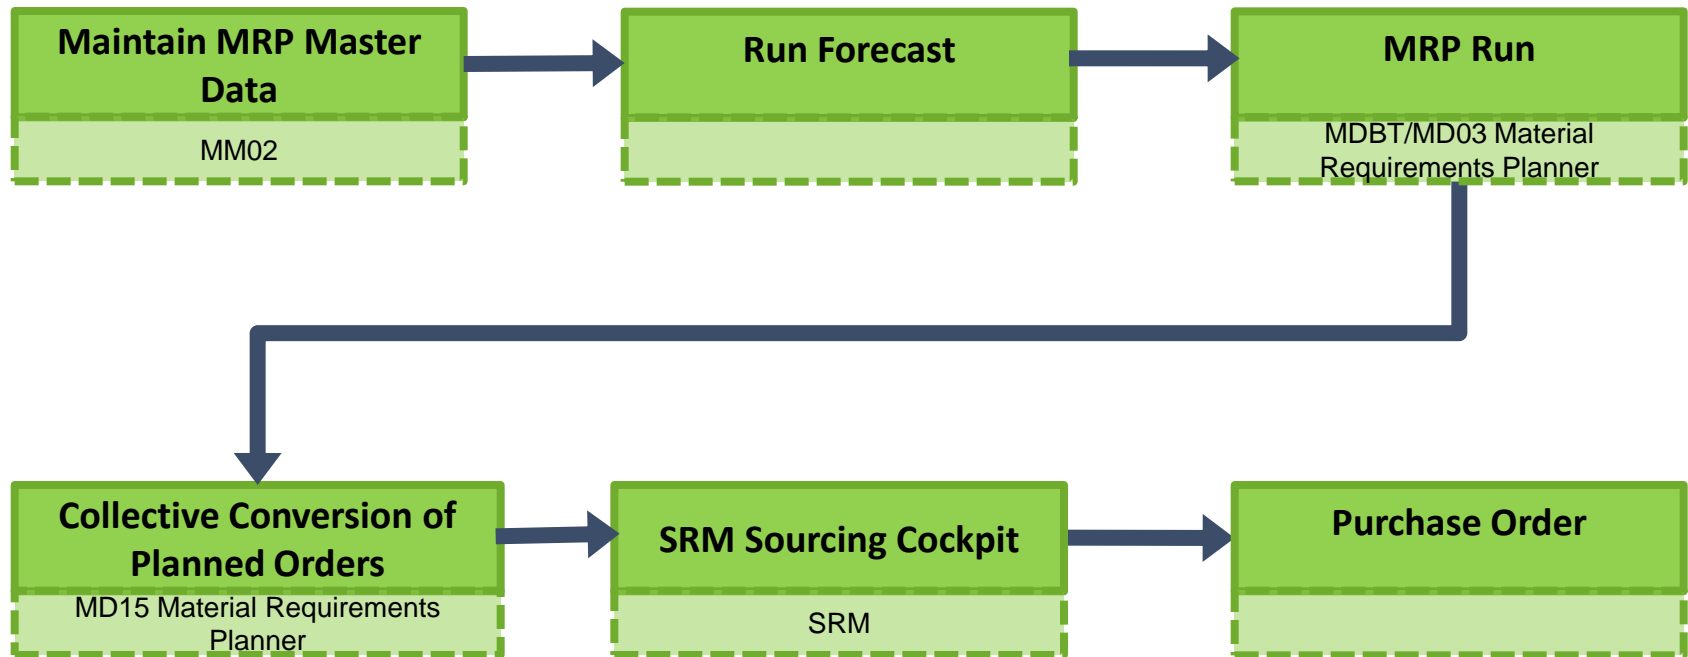 Maintain MRP Master
Data
MM02
Run Forecast
MRP Run
MDBT/MD03 Material
Requirements Planner
Collective Conversion of
Planned Orders
MD15 Material Requirements
Planner
SRM Sourcing Cockpit
SRM
Purchase Order